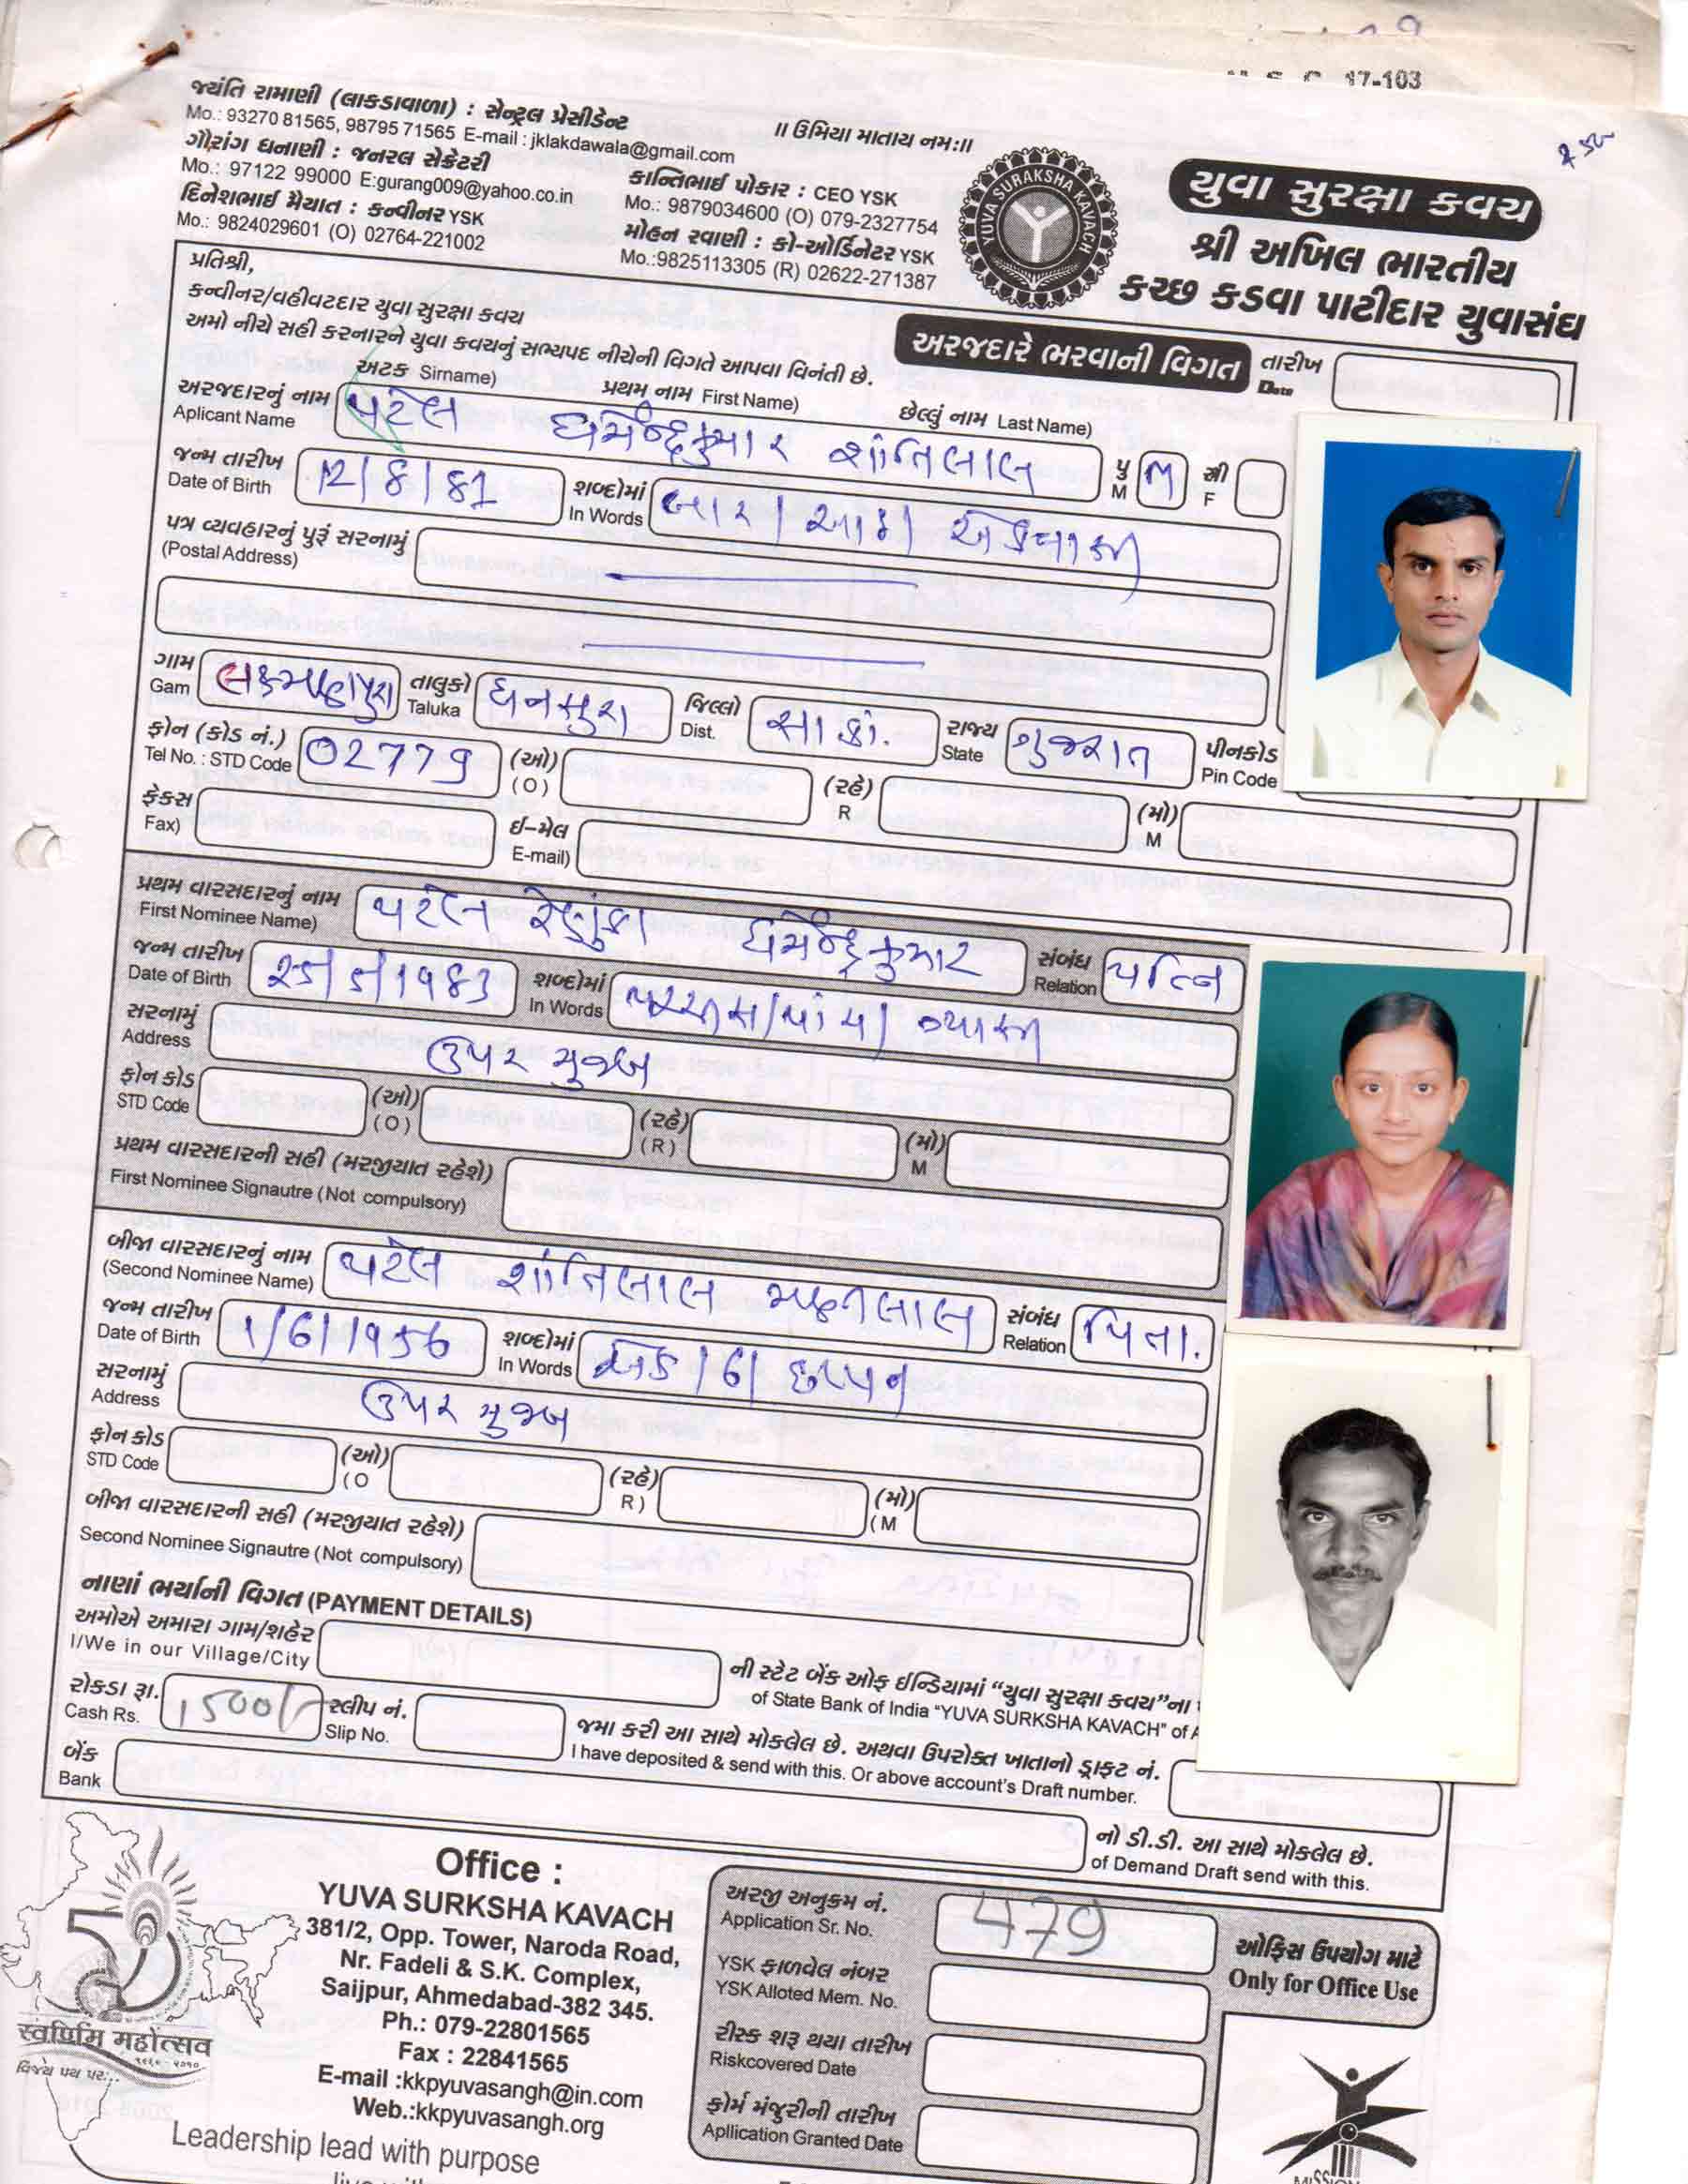 M. S. C. 17-103
જયંતિ રામાણી (લાકડાવાળા) : સેન્ટ્રલ પ્રેસીડેન્ટ
Mo.: 93270 81565, 98795 71565 E-mail : jklakdawala@gmail.com
ગૌરાંગ ધનાણી : જનરલ સેક્રેટરી
Mo.: 97122 99000 E:gurang009@yahoo.co.in
દિનેશભાઈ મૈયાત : કન્વીનર YSK
Mo.: 9824029601 (O) 02764-221002
॥ ઉમિયા માતાય નમઃ॥
કાન્તિભાઈ પોકાર : CEO YSK
Mo.: 9879034600 (O) 079-2327754
મોહન રવાણી : કો-ઓર્ડિનેટર YSK
Mo.:9825113305 (R) 02622-271387
YUVA SURAKSHA KAVACH
યુવા સુરક્ષા કવચ
શ્રી અખિલ ભારતીય
કચ્છ કડવા પાટીદાર યુવાસંઘ
પ્રતિશ્રી,
કન્વીનર/વહીવટદાર યુવા સુરક્ષા કવચ
અમો નીચે સહી કરનારને યુવા કવચનું સભ્યપદ નીચેની વિગતે આપવા વિનંતી છે.
અરજદારે ભરવાની વિગત તારીખ
Date
અટક Sirname) પ્રથમ નામ First Name) છેલ્લું નામ Last Name)
અરજદારનું નામ પટેલ ધર્મેન્દ્રકુમાર શાંતિલાલ પુ M સ્ત્રી
Aplicant Name M F
જન્મ તારીખ 12/8/81 શબ્દોમાં બાર/આઠ/એકયાસી
Date of Birth In Words
પત્ર વ્યવહારનું પુરૂં સરનામું
(Postal Address)
ગામ તાલુકો ધનસુરા જિલ્લો સા.કાં. રાજ્ય ગુજરાત પીનકોડ
Gam Taluka Dist. State Pin Code
ફોન (કોડ નં.) 02779 (ઓ) (રહે) (મો)
Tel No. : STD Code (O) R M
ફેક્સ ઈ-મેલ
Fax) E-mail)
પ્રથમ વારસદારનું નામ પટેલ રેણુકા ધર્મેન્દ્રકુમાર સંબંધ પત્નિ
First Nominee Name) Relation
જન્મ તારીખ ૨૫/૫/1983 શબ્દોમાં પચ્ચીસ/પાંચ/ત્યાસી
Date of Birth In Words
સરનામું ઉપર મુજબ
Address
ફોન કોડ (ઓ) (રહે) (મો)
STD Code (O) (R) M
પ્રથમ વારસદારની સહી (મરજીયાત રહેશે)
First Nominee Signautre (Not compulsory)
બીજા વારસદારનું નામ પટેલ શાંતિલાલ સંબંધ પિતા.
(Second Nominee Name) Relation
જન્મ તારીખ ૧/6/૧૯56 શબ્દોમાં એક/6/છપ્પન
Date of Birth In Words
સરનામું ઉપર મુજબ
Address
ફોન કોડ (ઓ) (રહે) (મો)
STD Code (O R) (M
બીજા વારસદારની સહી (મરજીયાત રહેશે)
Second Nominee Signautre (Not compulsory)
નાણાં ભર્યાની વિગત (PAYMENT DETAILS)
અમોએ અમારા ગામ/શહેર ની સ્ટેટ બેંક ઓફ ઈન્ડિયામાં “યુવા સુરક્ષા કવચ”ના
I/We in our Village/City of State Bank of India “YUVA SURKSHA KAVACH” of A
રોકડા રૂા. 1500/- સ્લીપ નં. જમા કરી આ સાથે મોકલેલ છે. અથવા ઉપરોક્ત ખાતાનો ડ્રાફટ નં.
Cash Rs. Slip No. I have deposited & send with this. Or above account's Draft number.
બેંક નો ડી.ડી. આ સાથે મોકલેલ છે.
Bank of Demand Draft send with this.
स्वर्णिम महोत्सव
१९६०-२०१०
વિજય પથ પર...
Office :
YUVA SURKSHA KAVACH
381/2, Opp. Tower, Naroda Road,
Nr. Fadeli & S.K. Complex,
Saijpur, Ahmedabad-382 345.
Ph.: 079-22801565
Fax : 22841565
E-mail :kkpyuvasangh@in.com
Web.:kkpyuvasangh.org
Leadership lead with purpose
અરજી અનુક્રમ નં. 479
Application Sr. No.
YSK ફાળવેલ નંબર
YSK Alloted Mem. No.
રીસ્ક શરૂ થયા તારીખ
Riskcovered Date
ફોર્મ મંજુરીની તારીખ
Apllication Granted Date
ઓફિસ ઉપયોગ માટે
Only for Office Use
MISSION